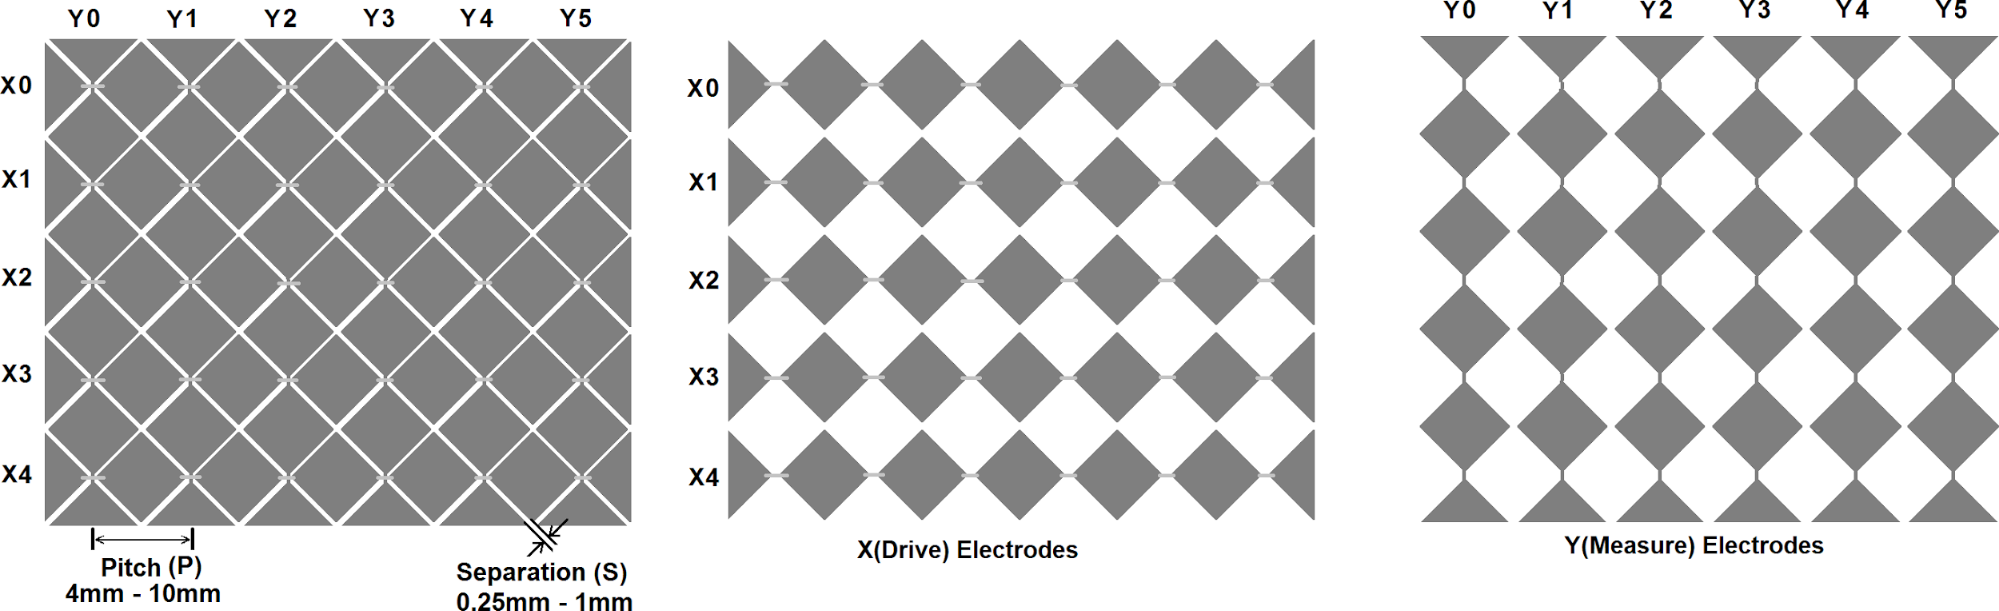 Y0 Y1 Y2 Y3 Y4 Y5
X0
X1
X2
X3
X4
Pitch (P)
4mm - 10mm
Separation (S)
0.25mm - 1mm
X0
X1
X2
X3
X4
X(Drive) Electrodes
Y0 Y1 Y2 Y3 Y4 Y5
Y(Measure) Electrodes